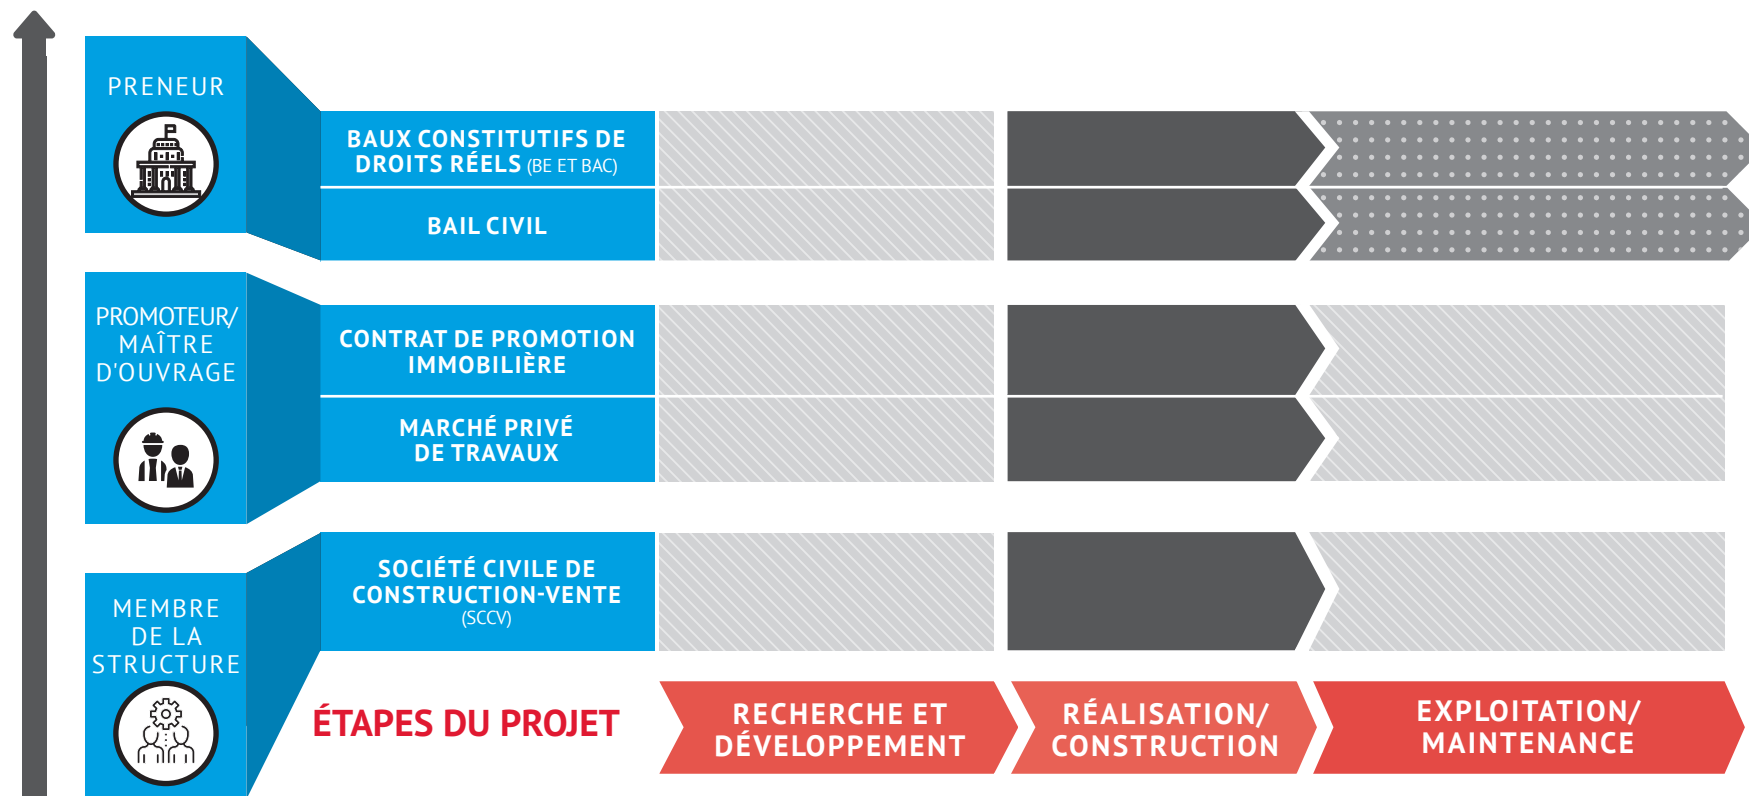 PRENEUR
BAUX CONSTITUTIFS DE
DROITS RÉELS (BE ET BAC)
BAIL CIVIL
PROMOTEUR/
MAÎTRE
D'OUVRAGE
CONTRAT DE PROMOTION
IMMOBILIÈRE
MARCHÉ PRIVÉ
DE TRAVAUX
MEMBRE
DE LA
STRUCTURE
SOCIÉTÉ CIVILE DE
CONSTRUCTION-VENTE
(SCCV)
ÉTAPES DU PROJET
RECHERCHE ET
DÉVELOPPEMENT
RÉALISATION/
CONSTRUCTION
EXPLOITATION/
MAINTENANCE